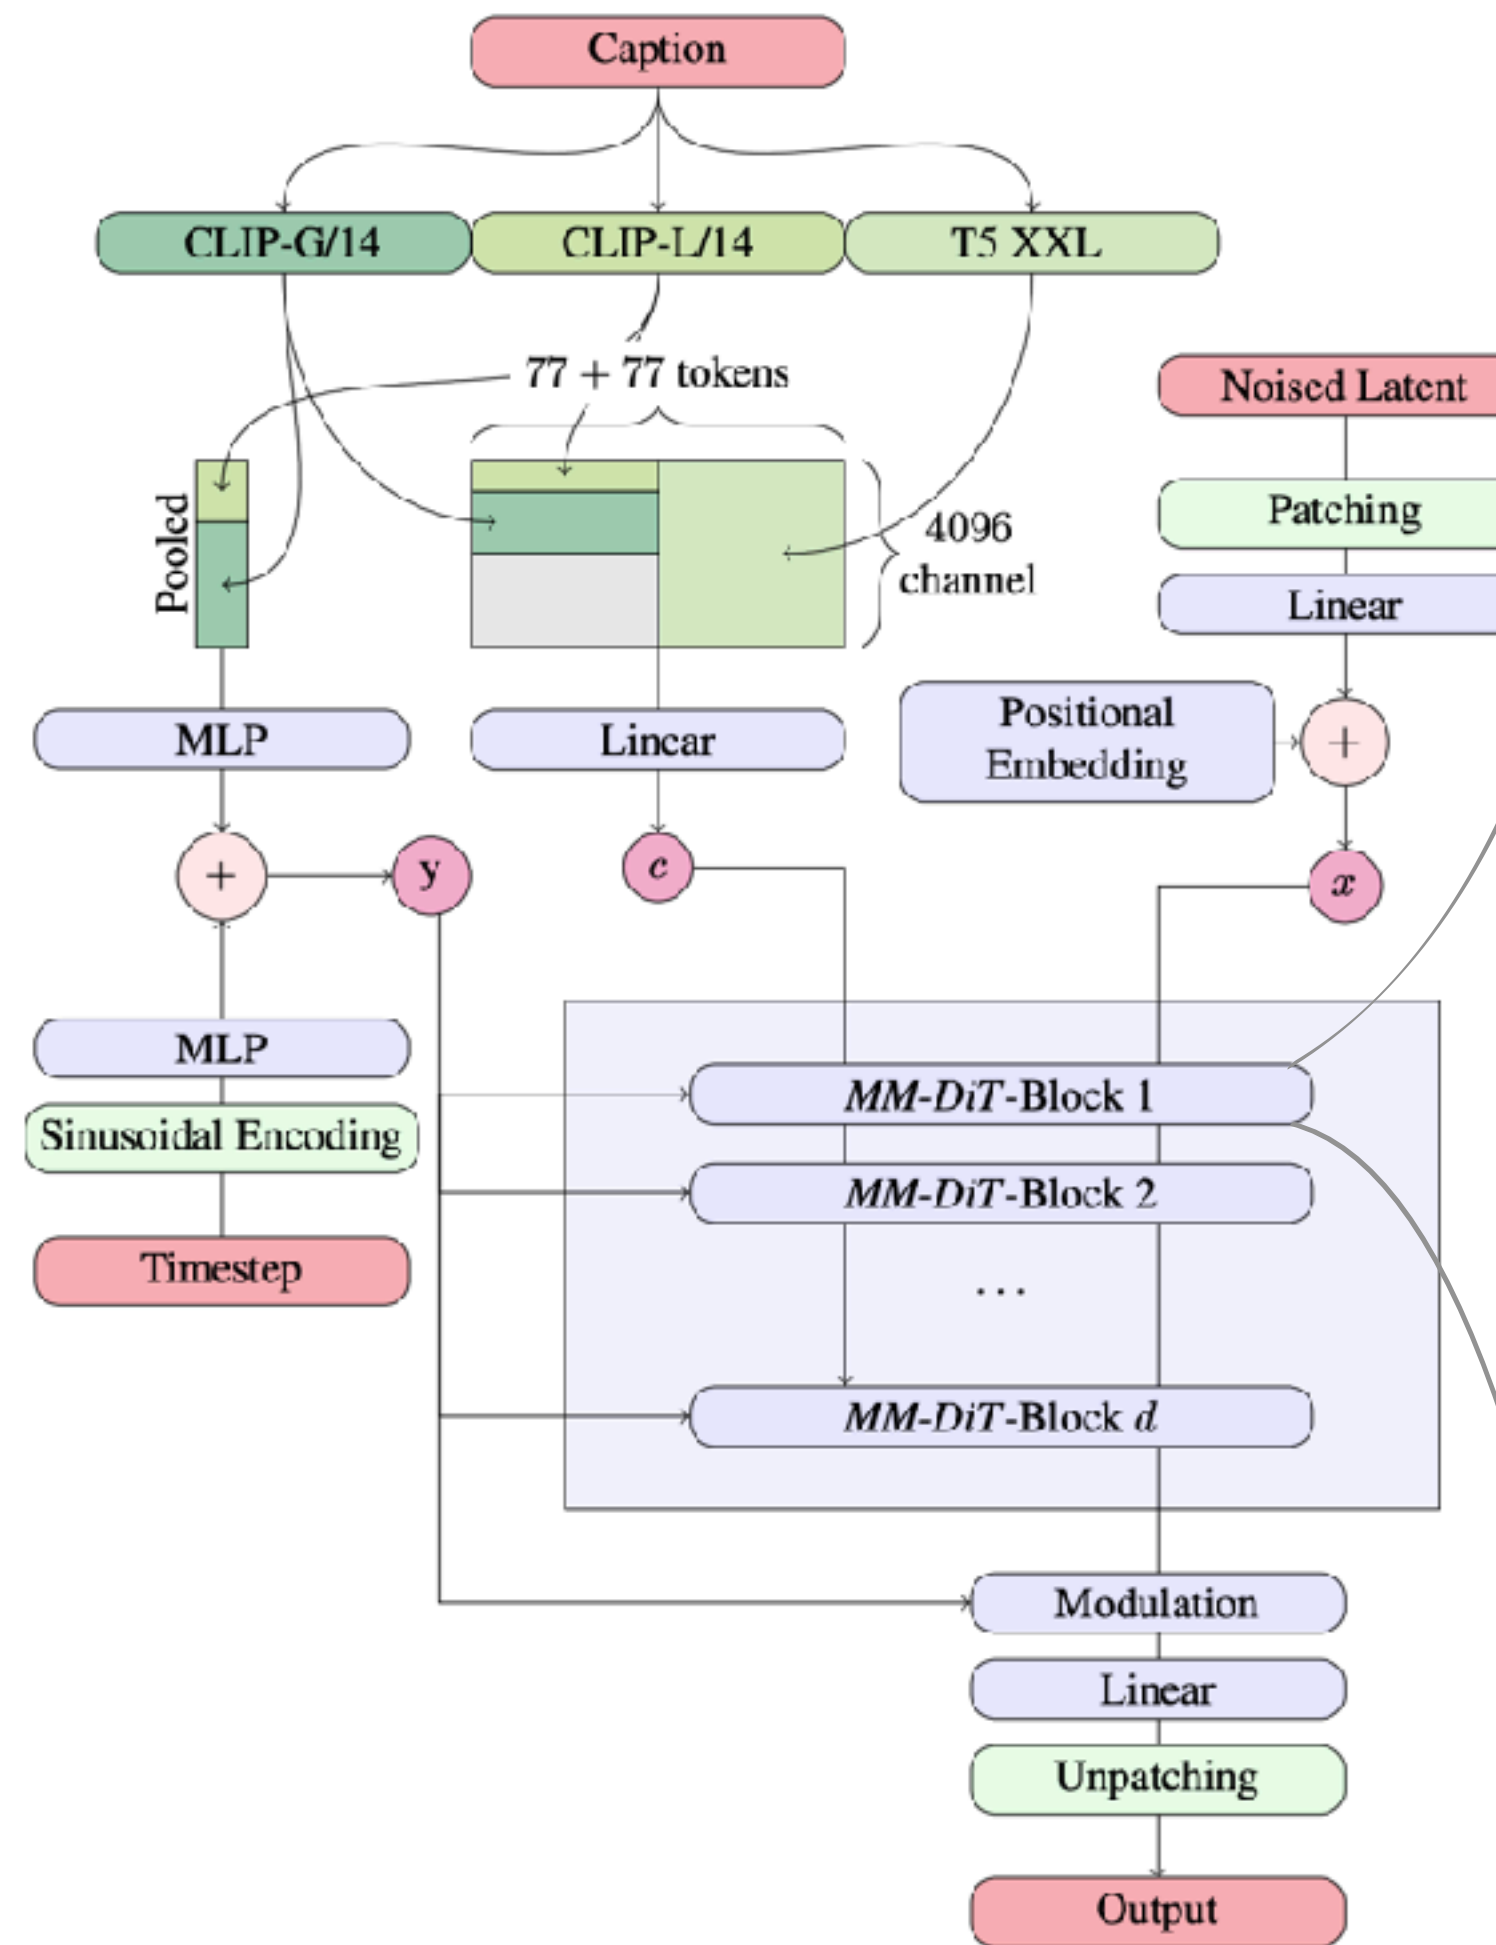 Caption
CLIP-G/14
CLIP-L/14
T5 XXL
77 + 77 tokens
Pooled
4096
channel
Noised Latent
Patching
Linear
MLP
Linear
Positional
Embedding
+
+
y
c
x
MLP
Sinusoidal Encoding
Timestep
MM-DiT-Block 1
MM-DiT-Block 2
. . .
MM-DiT-Block d
Modulation
Linear
Unpatching
Output